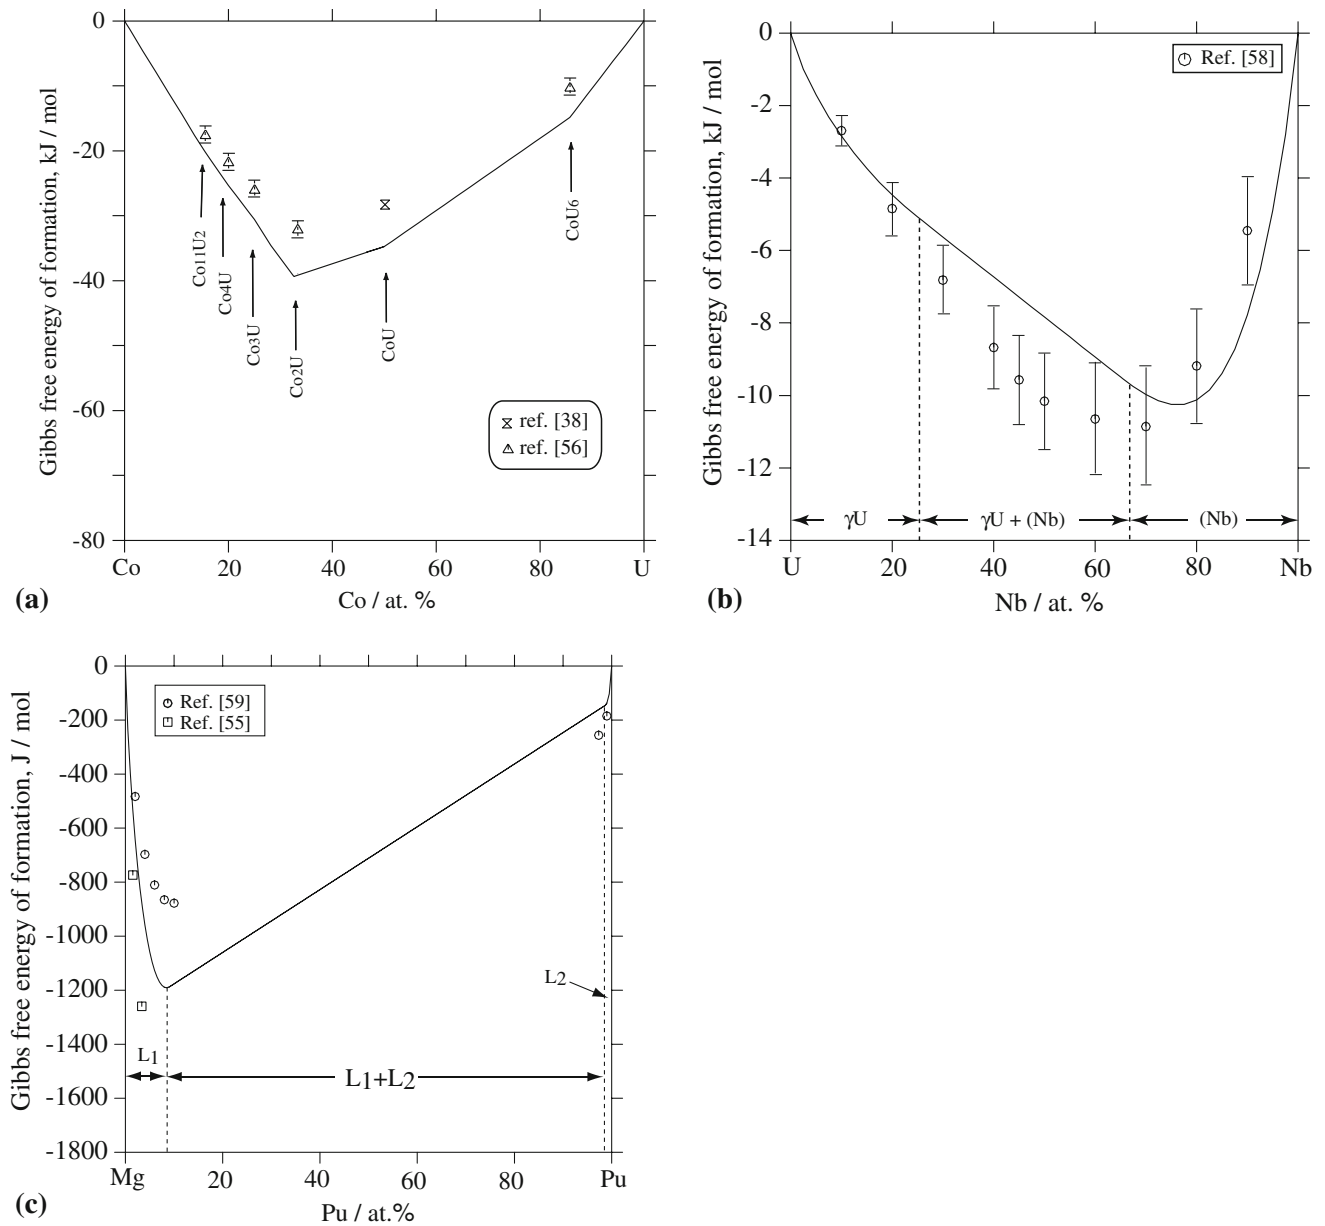 Gibbs free energy of formation, kJ / mol
0
-20
-40
-60
-80
Co11U2
Co4U
Co3U
Co2U
CoU
CoU6
ref. [38]
ref. [56]
Co 20 40 60 80 U
Co / at. %
(a)
Gibbs free energy of formation, kJ / mol
-0
-2
-4
-6
-8
-10
-12
-14
Ref. [58]
γU γU + (Nb) (Nb)
U 20 40 60 80 Nb
Nb / at. %
(b)
Gibbs free energy of formation, J / mol
0
-200
-400
-600
-800
-1000
-1200
-1400
-1600
-1800
Ref. [59]
Ref. [55]
L2
L1
L1+L2
Mg 20 40 60 80 Pu
Pu / at.%
(c)